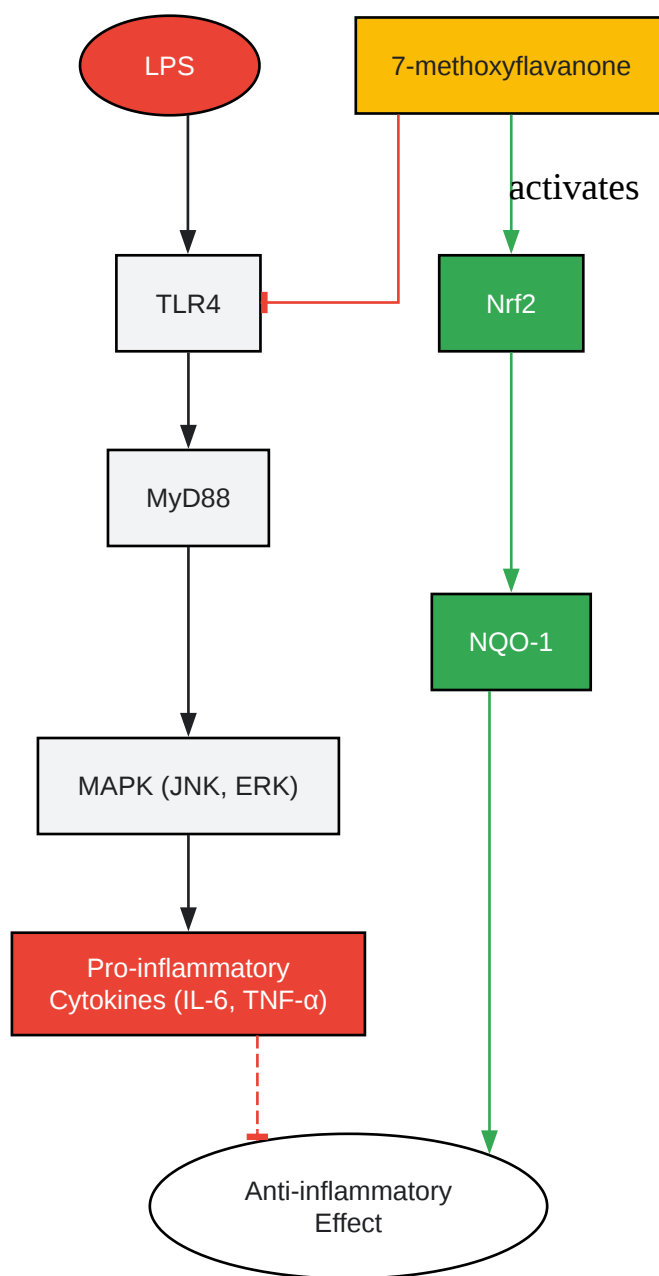 LPS
7-methoxyflavanone
activates
TLR4
Nrf2
MyD88
NQO-1
MAPK (JNK, ERK)
Pro-inflammatory
Cytokines (IL-6, TNF-α)
Anti-inflammatory
Effect